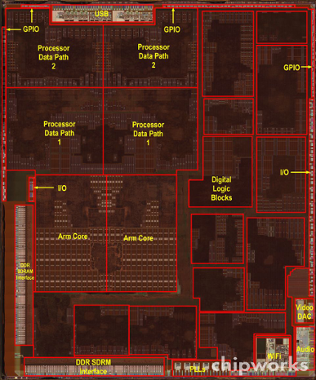 USB
GPIO
GPIO
Processor
Data Path
2
Processor
Data Path
2
GPIO
Processor
Data Path
1
Processor
Data Path
1
I/O
I/O
Digital
Logic
Blocks
Arm Core
Arm Core
DDR
SDRAM
Interface
Video
DAC
Audio
WiFi
DDR SDRM
Interface
PLLs
chipworks